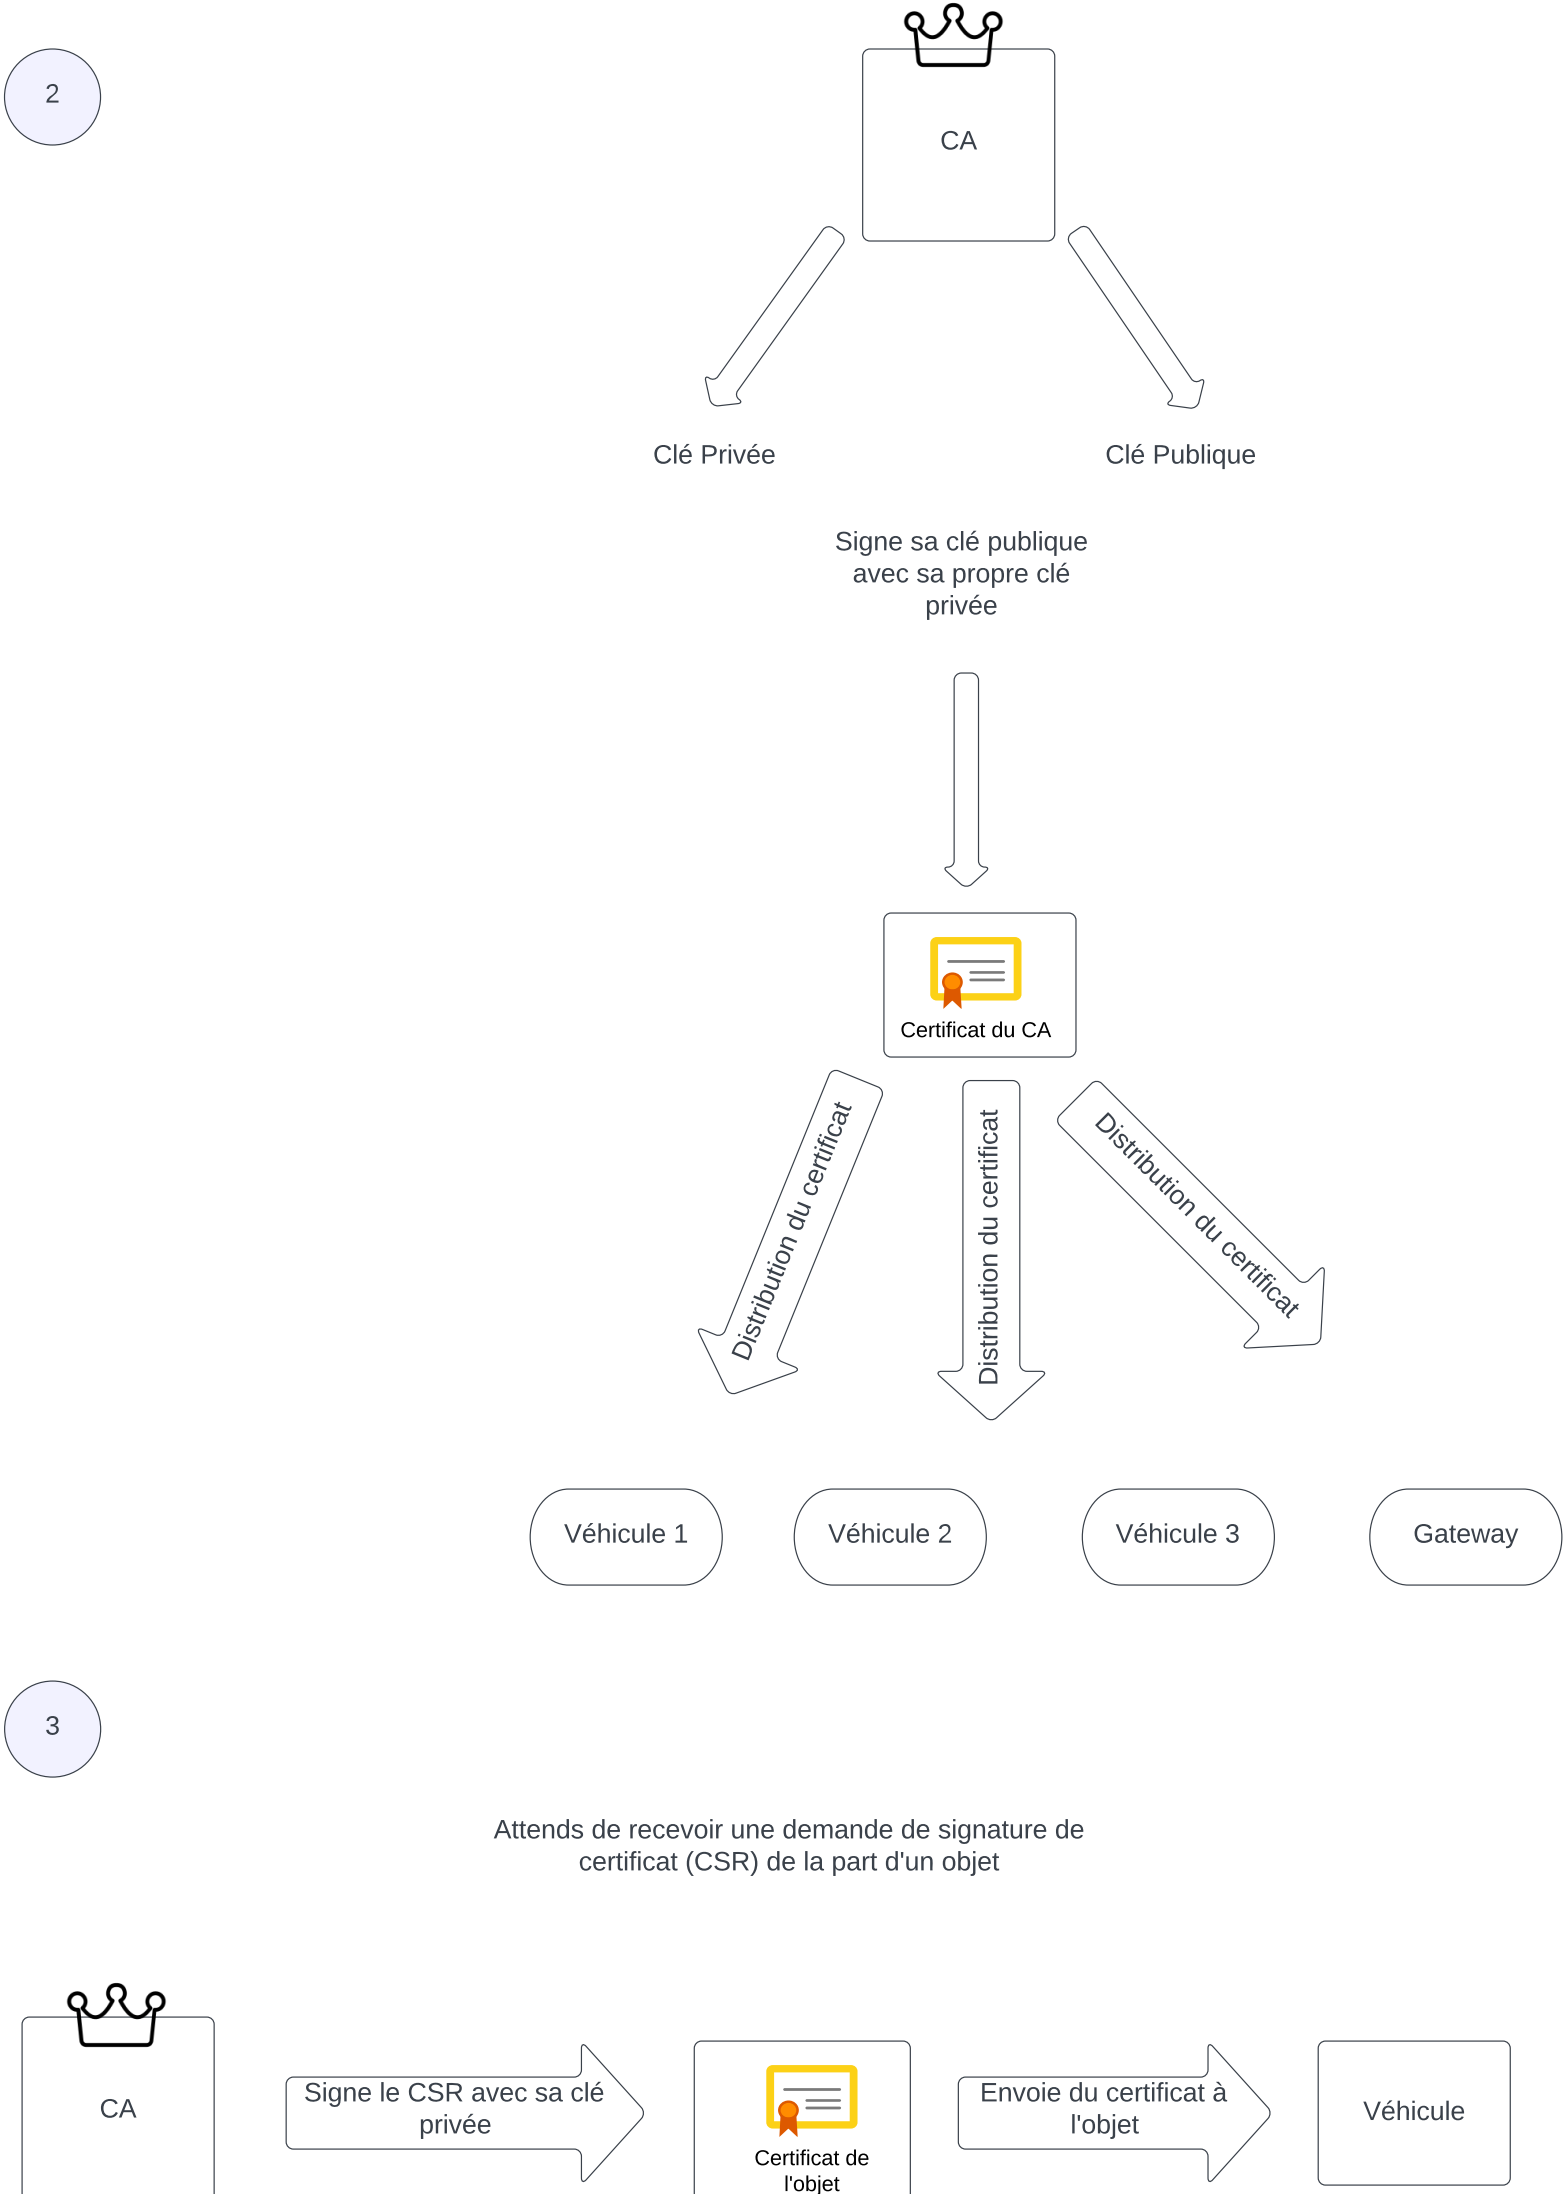 2
CA
Clé Privée
Clé Publique
Signe sa clé publique
avec sa propre clé
privée
Certificat du CA
Distribution du certificat
Distribution du certificat
Distribution du certificat
Véhicule 1
Véhicule 2
Véhicule 3
Gateway
3
Attends de recevoir une demande de signature de
certificat (CSR) de la part d'un objet
CA
Signe le CSR avec sa clé
privée
Certificat de
l'objet
Envoie du certificat à
l'objet
Véhicule